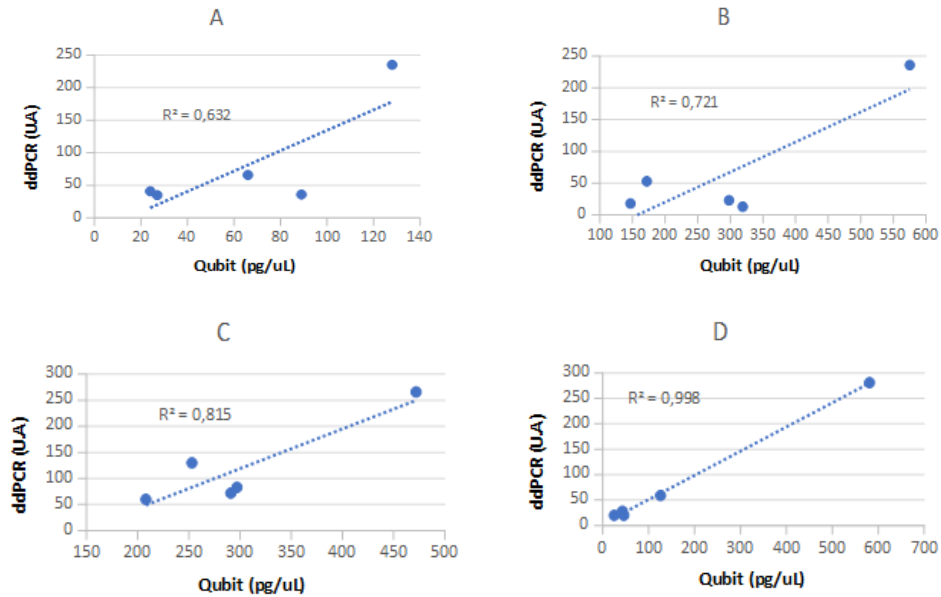 A
250
200
150
100
50
0
0 20 40 60 80 100 120 140
R² = 0,632
ddPCR (U.A)
Qubit (pg/uL)
B
250
200
150
100
50
0
100 150 200 250 300 350 400 450 500 550 600
R² = 0,721
ddPCR (U.A)
Qubit (pg/uL)
C
300
250
200
150
100
50
0
150 200 250 300 350 400 450 500
R² = 0,815
ddPCR (U.A)
Qubit (pg/uL)
D
300
250
200
150
100
50
0
0 100 200 300 400 500 600 700
R² = 0,998
ddPCR (U.A)
Qubit (pg/uL)